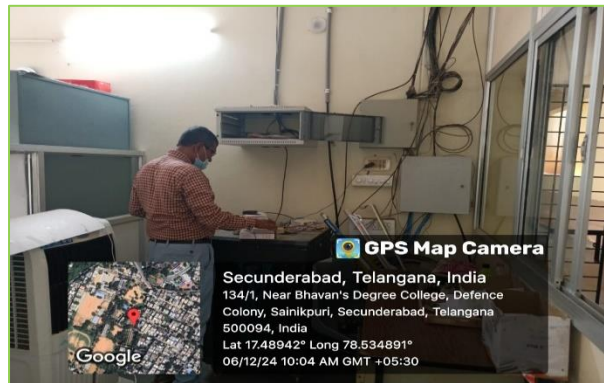 GPS Map Camera
Secunderabad, Telangana, India
134/1, Near Bhavan's Degree College, Defence
Colony, Sainikpuri, Secunderabad, Telangana
500094, India
Lat 17.48942° Long 78.534891°
06/12/24 10:04 AM GMT +05:30
Google